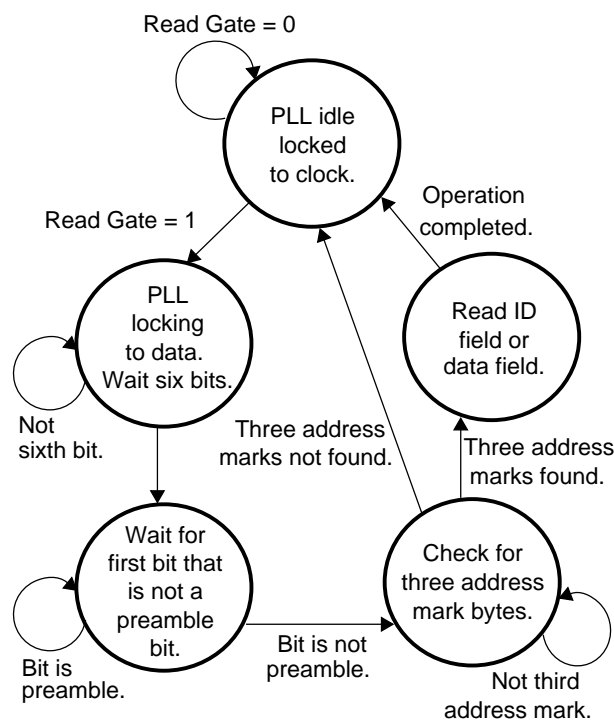 Read Gate = 0
PLL idle
locked
to clock.
Read Gate = 1
Operation
completed.
PLL
locking
to data.
Wait six bits.
Read ID
field or
data field.
Not
sixth bit.
Three address
marks not found.
Three address
marks found.
Wait for
first bit that
is not a
preamble
bit.
Check for
three address
mark bytes.
Bit is
preamble.
Bit is not
preamble.
Not third
address mark.